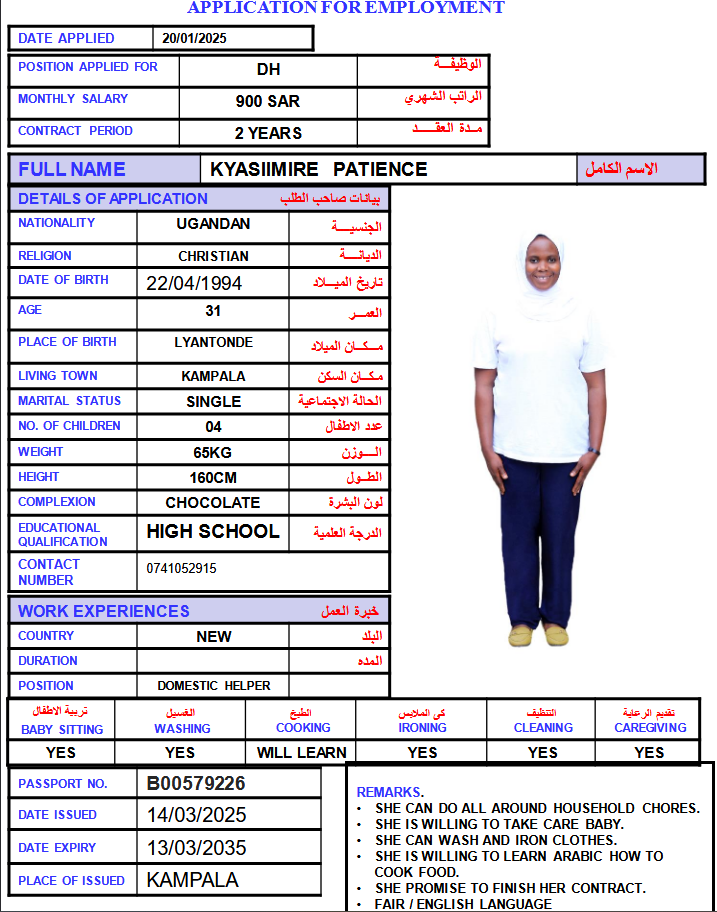 APPLICATION FOR EMPLOYMENT
DATE APPLIED 20/01/2025
POSITION APPLIED FOR DH الوظيفـــة
MONTHLY SALARY 900 SAR الراتب الشهري
CONTRACT PERIOD 2 YEARS مـدة العقـــد
FULL NAME KYASIIMIRE PATIENCE الاسم الكامل
DETAILS OF APPLICATION بيانات صاحب الطلب
NATIONALITY UGANDAN الجنسيـــة
RELIGION CHRISTIAN الديانـــة
DATE OF BIRTH 22/04/1994 تاريخ الميـــلاد
AGE 31 العمـــر
PLACE OF BIRTH LYANTONDE مـــكـان الميلاد
LIVING TOWN KAMPALA مـكـان السكن
MARITAL STATUS SINGLE الحالة الاجتماعية
NO. OF CHILDREN 04 عدد الاطفال
WEIGHT 65KG الـــوزن
HEIGHT 160CM الطـــول
COMPLEXION CHOCOLATE لون البشرة
EDUCATIONAL QUALIFICATION HIGH SCHOOL الدرجة العلمية
CONTACT NUMBER 0741052915
WORK EXPERIENCES خبرة العمل
COUNTRY NEW البلد
DURATION المده
POSITION DOMESTIC HELPER
تربية الاطفال الغسيل الطبخ كي الملابس التنظيف تقديم الرعاية
BABY SITTING WASHING COOKING IRONING CLEANING CAREGIVING
YES YES WILL LEARN YES YES YES
PASSPORT NO. B00579226
DATE ISSUED 14/03/2025
DATE EXPIRY 13/03/2035
PLACE OF ISSUED KAMPALA
REMARKS.
• SHE CAN DO ALL AROUND HOUSEHOLD CHORES.
• SHE IS WILLING TO TAKE CARE BABY.
• SHE CAN WASH AND IRON CLOTHES.
• SHE IS WILLING TO LEARN ARABIC HOW TO
COOK FOOD.
• SHE PROMISE TO FINISH HER CONTRACT.
• FAIR / ENGLISH LANGUAGE